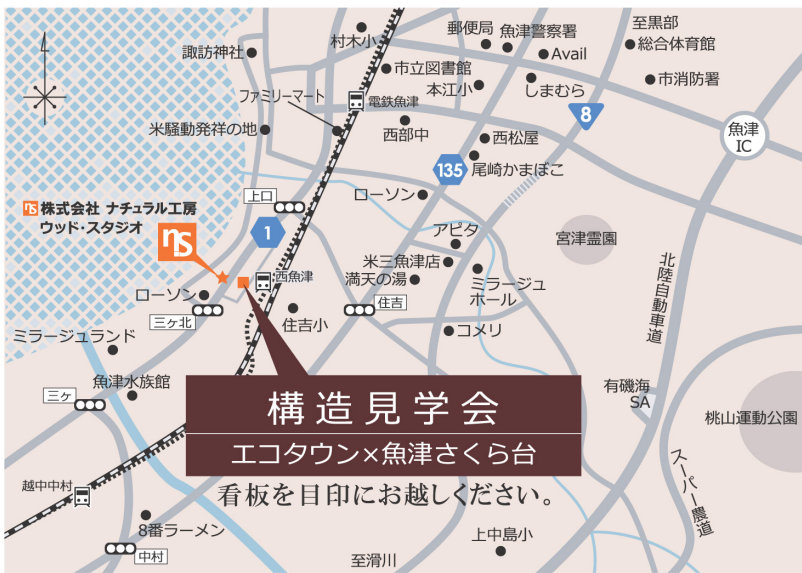 村木小
郵便局
魚津警察署
至黒部
総合体育館
諏訪神社
Avail
市立図書館
しまむら
市消防署
本江小
ファミリーマート
電鉄魚津
8
米騒動発祥の地
西部中
西松屋
魚津
IC
135
尾崎かまぼこ
上口
ローソン
ns 株式会社 ナチュラル工房
ウッド・スタジオ
1
アピタ
宮津霊園
ns
米三魚津店
北陸自動車道
西魚津
満天の湯
ミラージュ
ホール
ローソン
住吉
三ケ北
住吉小
コメリ
ミラージュランド
魚津水族館
有磯海
SA
三ケ
構造見学会
桃山運動公園
エコタウン×魚津さくら台
スーパー農道
越中中村
看板を目印にお越しください。
8番ラーメン
上中島小
中村
至滑川